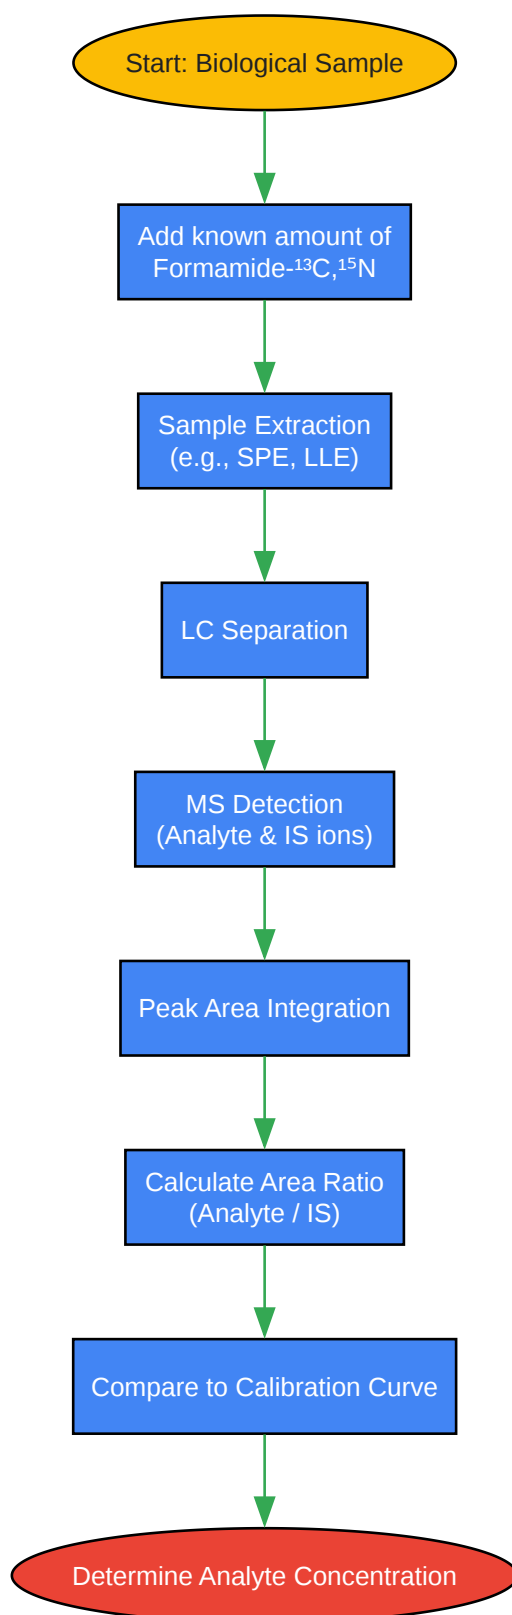 Start: Biological Sample
Add known amount of
Formamide-¹³C,¹⁵N
Sample Extraction
(e.g., SPE, LLE)
LC Separation
MS Detection
(Analyte & IS ions)
Peak Area Integration
Calculate Area Ratio
(Analyte / IS)
Compare to Calibration Curve
Determine Analyte Concentration